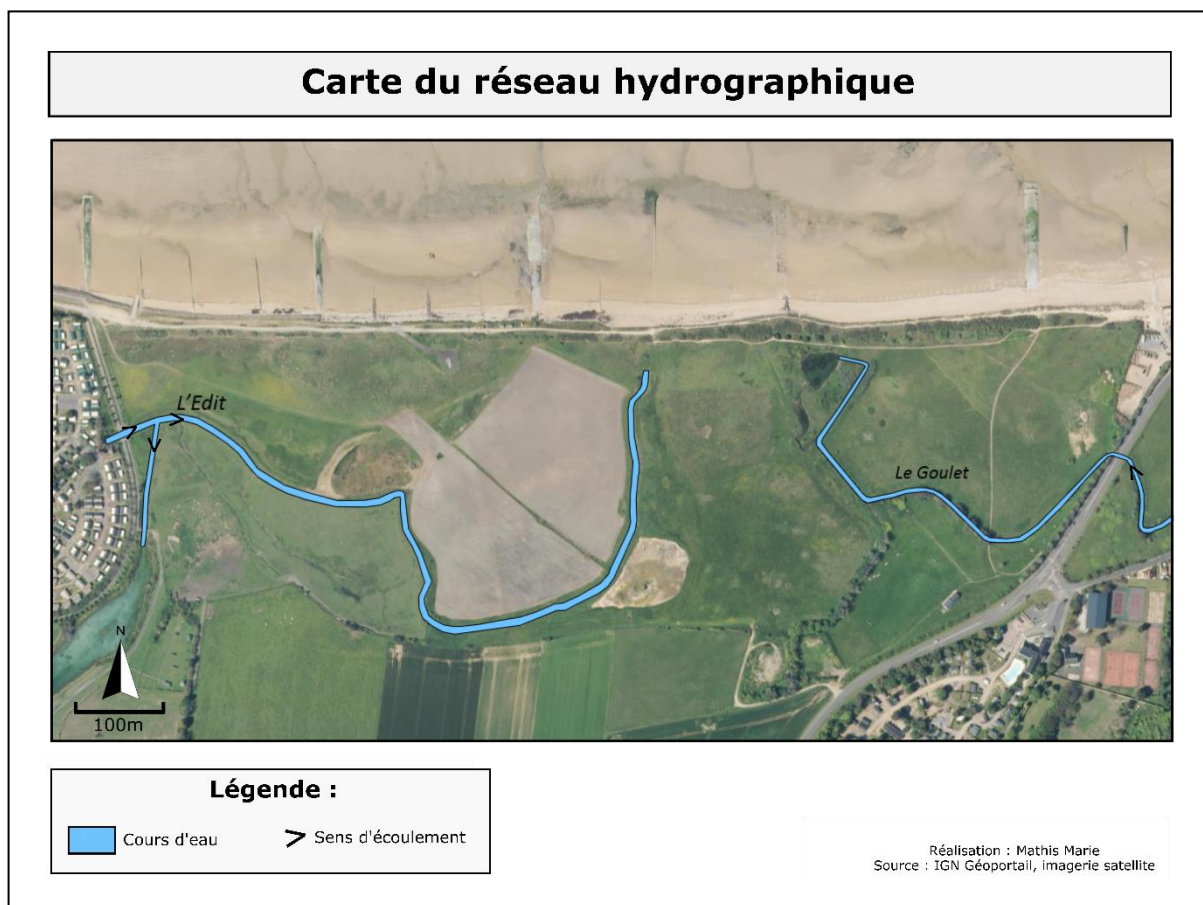 Carte du réseau hydrographique
L'Edit
Le Goulet
N
100m
Légende :
Cours d'eau
Sens d'écoulement
Réalisation : Mathis Marie
Source : IGN Géoportail, imagerie satellite